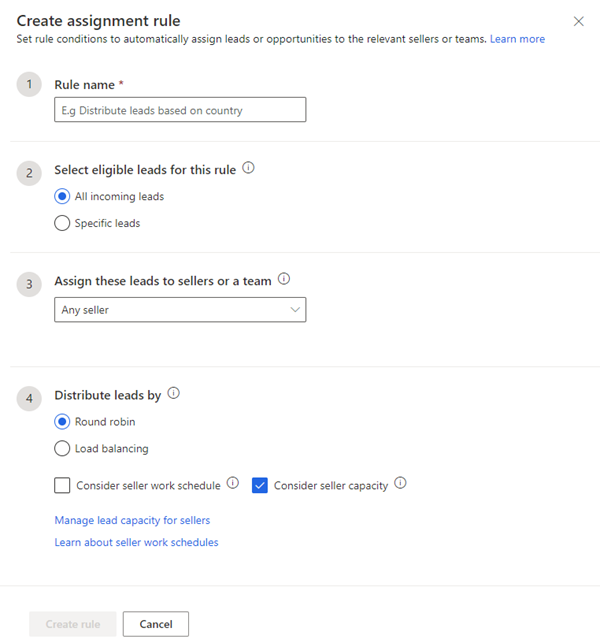 Create assignment rule
Set rule conditions to automatically assign leads or opportunities to the relevant sellers or teams. Learn more
1 Rule name *
E.g Distribute leads based on country
2 Select eligible leads for this rule
All incoming leads
Specific leads
3 Assign these leads to sellers or a team
Any seller
4 Distribute leads by
Round robin
Load balancing
Consider seller work schedule Consider seller capacity
Manage lead capacity for sellers
Learn about seller work schedules
Create rule Cancel